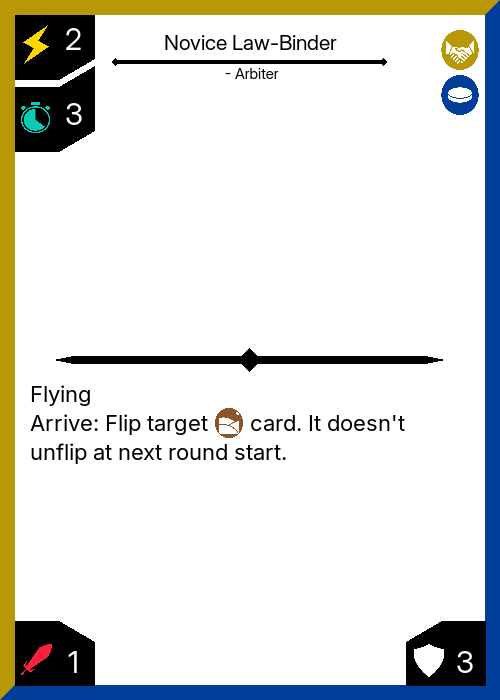 2
Novice Law-Binder
- Arbiter
3
Flying
Arrive: Flip target card. It doesn't
unflip at next round start.
1
3